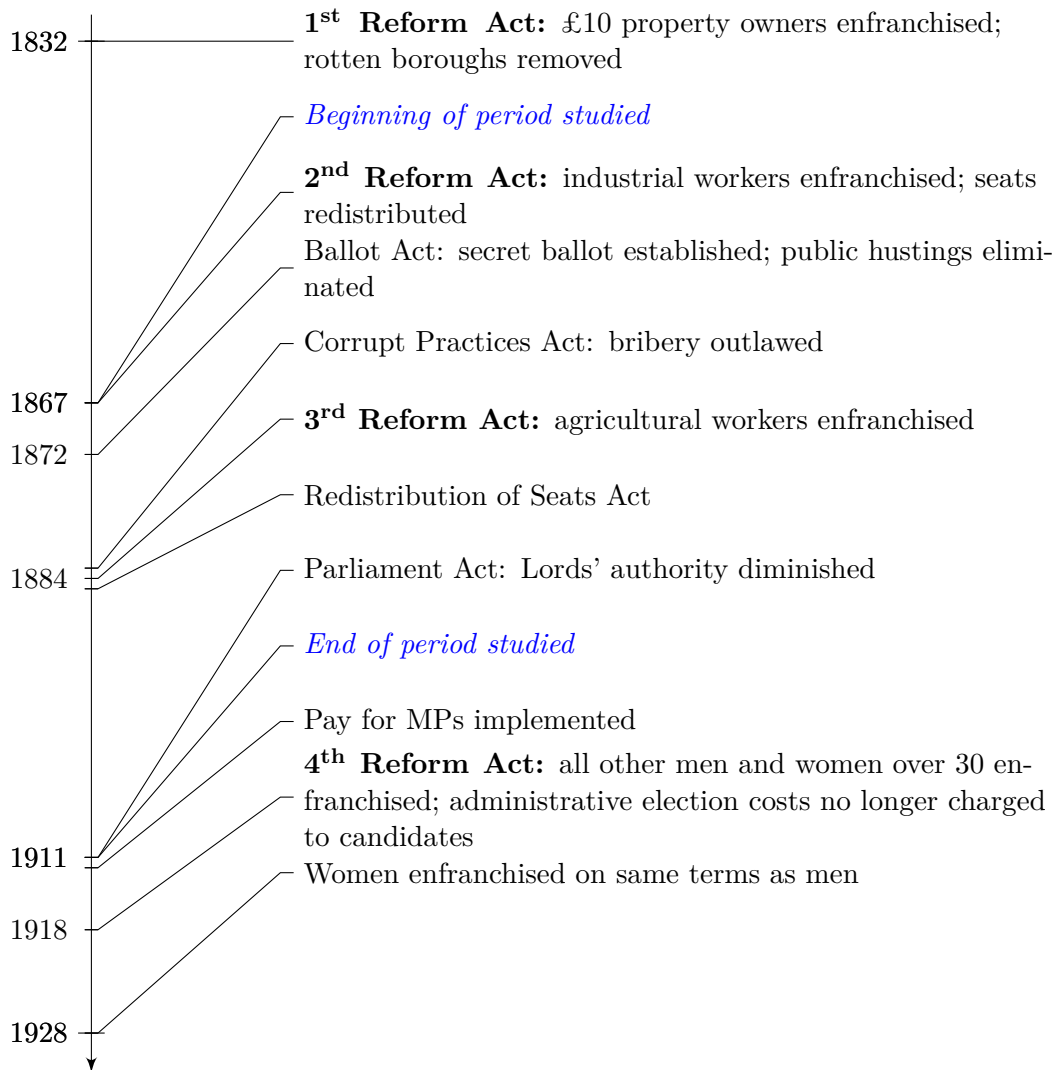 1832
1st Reform Act: £10 property owners enfranchised;
rotten boroughs removed
Beginning of period studied
2nd Reform Act: industrial workers enfranchised; seats
redistributed
Ballot Act: secret ballot established; public hustings elimi-
nated
Corrupt Practices Act: bribery outlawed
1867
3rd Reform Act: agricultural workers enfranchised
1872
Redistribution of Seats Act
1884
Parliament Act: Lords' authority diminished
End of period studied
Pay for MPs implemented
4th Reform Act: all other men and women over 30 en-
franchised; administrative election costs no longer charged
to candidates
1911
Women enfranchised on same terms as men
1918
1928